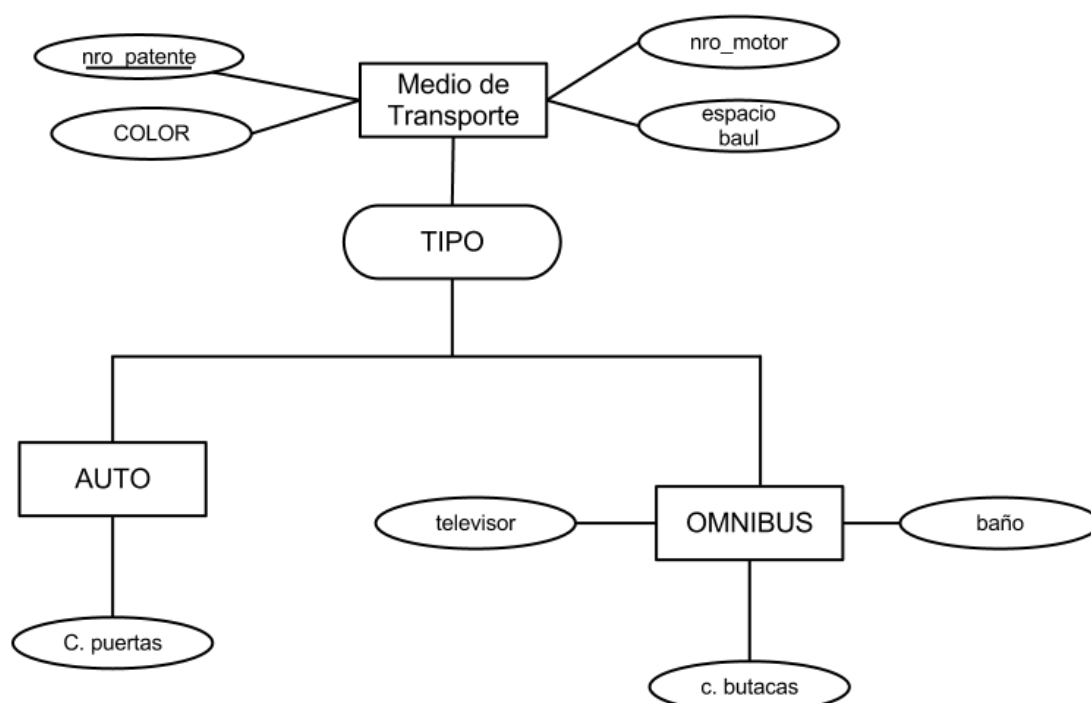 nro_patente
nro_motor
Medio de
Transporte
COLOR
espacio
baul
TIPO
AUTO
televisor
OMNIBUS
baño
C. puertas
c. butacas